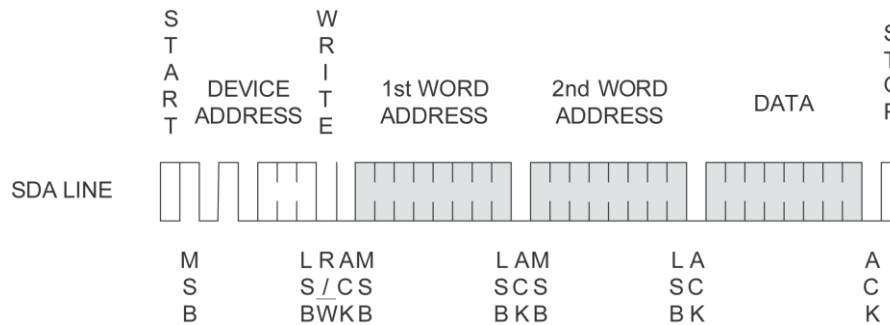 START
WRITE
DEVICE
ADDRESS
1st WORD
ADDRESS
2nd WORD
ADDRESS
DATA
SDA LINE
MSB
LSB
R/W
ACK
MSB
LSB
ACK
MSB
LSB
ACK
ACK